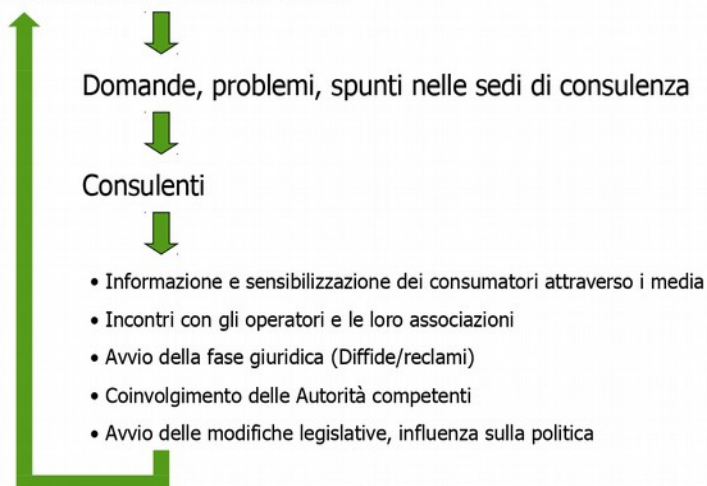 Domande, problemi, spunti nelle sedi di consulenza
Consulenti
• Informazione e sensibilizzazione dei consumatori attraverso i media
• Incontri con gli operatori e le loro associazioni
• Avvio della fase giuridica (Diffide/reclami)
• Coinvolgimento delle Autorità competenti
• Avvio delle modifiche legislative, influenza sulla politica